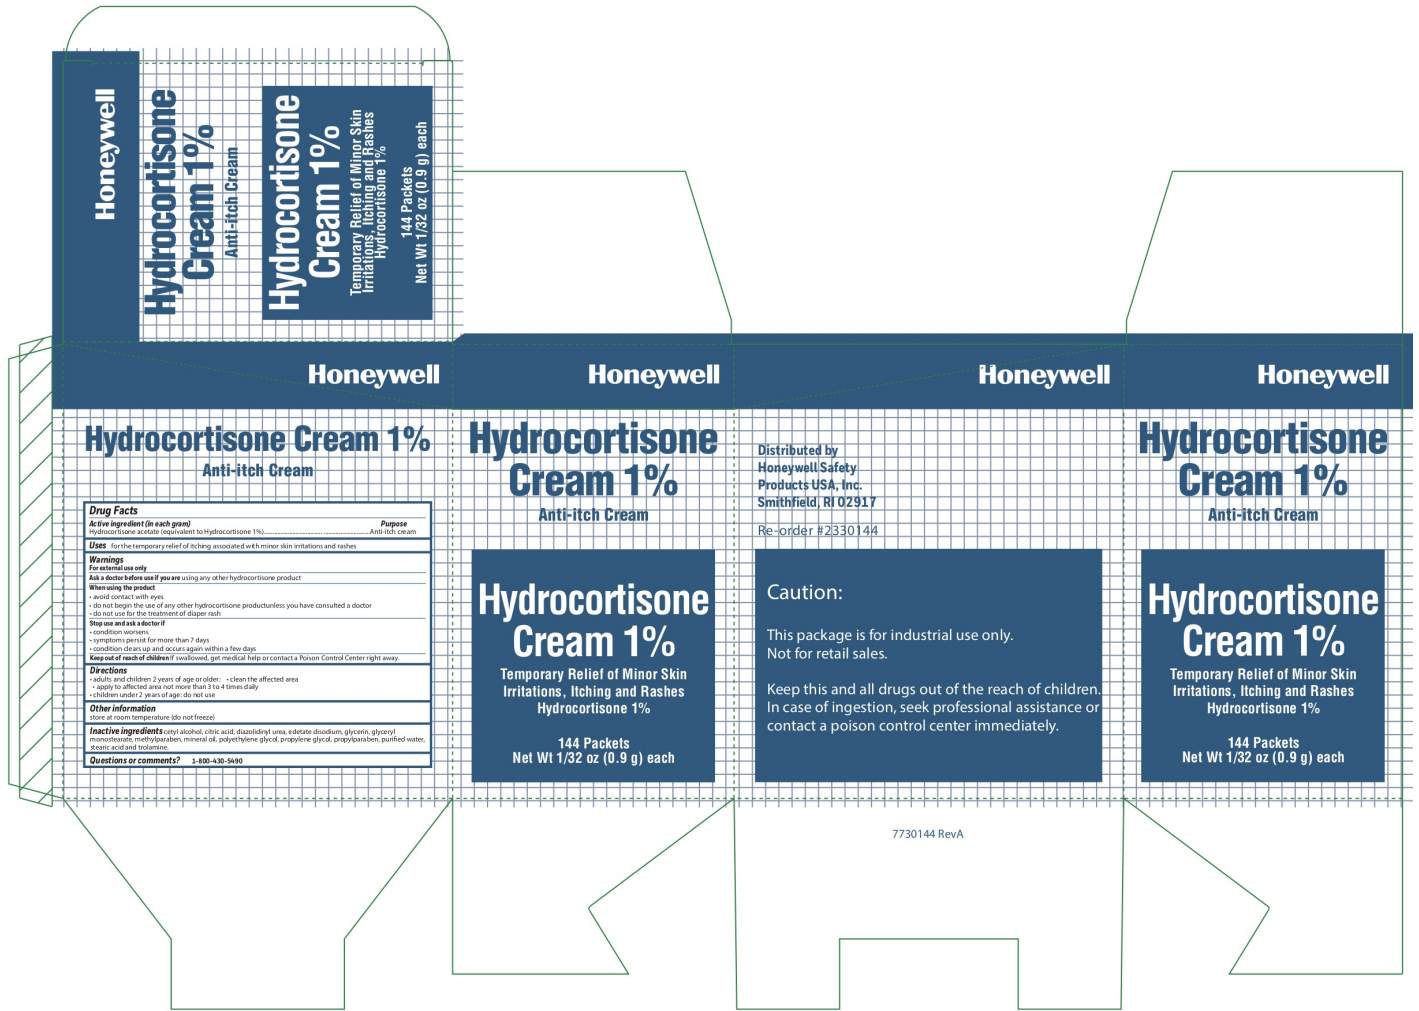 Honeywell
Hydrocortisone
Cream 1%
Anti-itch Cream
Hydrocortisone
Cream 1%
Temporary Relief of Minor Skin
Irritations, Itching and Rashes
Hydrocortisone 1%
144 Packets
Net Wt 1/32 oz (0.9 g) each
Honeywell
Hydrocortisone Cream 1%
Anti-itch Cream
Drug Facts
Active ingredient (in each gram) Purpose
Hydrocortisone acetate (equivalent to Hydrocortisone 1%)..............................................................Anti-itch cream
Uses for the temporary relief of itching associated with minor skin irritations and rashes
Warnings
For external use only
Ask a doctor before use if you are using any other hydrocortisone product
When using the product
• avoid contact with eyes
• do not begin the use of any other hydrocortisone productunless you have consulted a doctor
• do not use for the treatment of diaper rash
Stop use and ask a doctor if
• condition worsens
• symptoms persist for more than 7 days
• condition clears up and occurs again within a few days
Keep out of reach of children If swallowed, get medical help or contact a Poison Control Center right away.
Directions
• adults and children 2 years of age or older: • clean the affected area
• apply to affected area not more than 3 to 4 times daily
• children under 2 years of age: do not use
Other information
store at room temperature (do not freeze)
Inactive ingredients cetyl alcohol, citric acid, diazolidinyl urea, edetate disodium, glycerin, glyceryl
monostearate, methylparaben, mineral oil, polyethylene glycol, propylene glycol, propylparaben, purified water,
stearic acid and trolamine.
Questions or comments? 1-800-430-5490
Honeywell
Hydrocortisone
Cream 1%
Anti-itch Cream
Hydrocortisone
Cream 1%
Temporary Relief of Minor Skin
Irritations, Itching and Rashes
Hydrocortisone 1%
144 Packets
Net Wt 1/32 oz (0.9 g) each
Honeywell
Distributed by
Honeywell Safety
Products USA, Inc.
Smithfield, RI 02917
Re-order #2330144
Caution:
This package is for industrial use only.
Not for retail sales.
Keep this and all drugs out of the reach of children.
In case of ingestion, seek professional assistance or
contact a poison control center immediately.
7730144 RevA
Honeywell
Hydrocortisone
Cream 1%
Anti-itch Cream
Hydrocortisone
Cream 1%
Temporary Relief of Minor Skin
Irritations, Itching and Rashes
Hydrocortisone 1%
144 Packets
Net Wt 1/32 oz (0.9 g) each